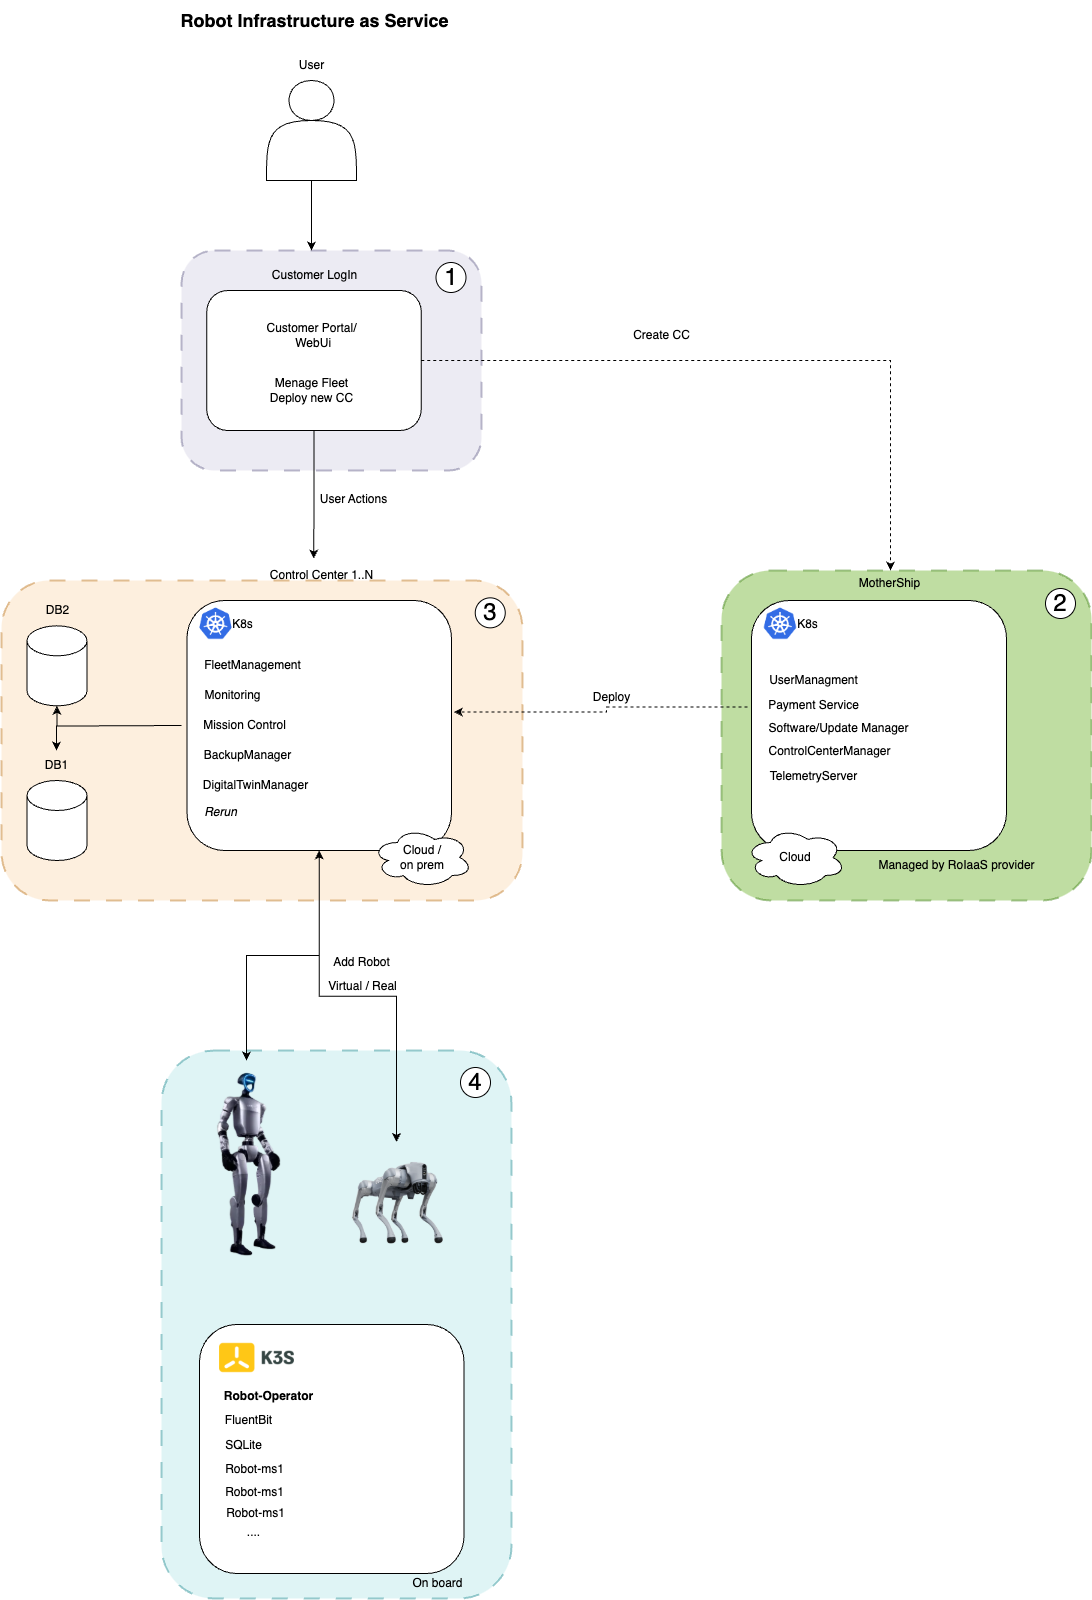 Robot Infrastructure as Service
User
Customer LogIn
1
Customer Portal/
WebUi
Menage Fleet
Deploy new CC
Create CC
User Actions
Control Center 1..N
3
DB2
DB1
K8s
FleetManagement
Monitoring
Mission Control
BackupManager
DigitalTwinManager
Rerun
Cloud /
on prem
Deploy
MotherShip
2
K8s
UserManagment
Payment Service
Software/Update Manager
ControlCenterManager
TelemetryServer
Cloud
Managed by RoIaaS provider
Add Robot
Virtual / Real
4
K3S
Robot-Operator
FluentBit
SQLite
Robot-ms1
Robot-ms1
Robot-ms1
....
On board